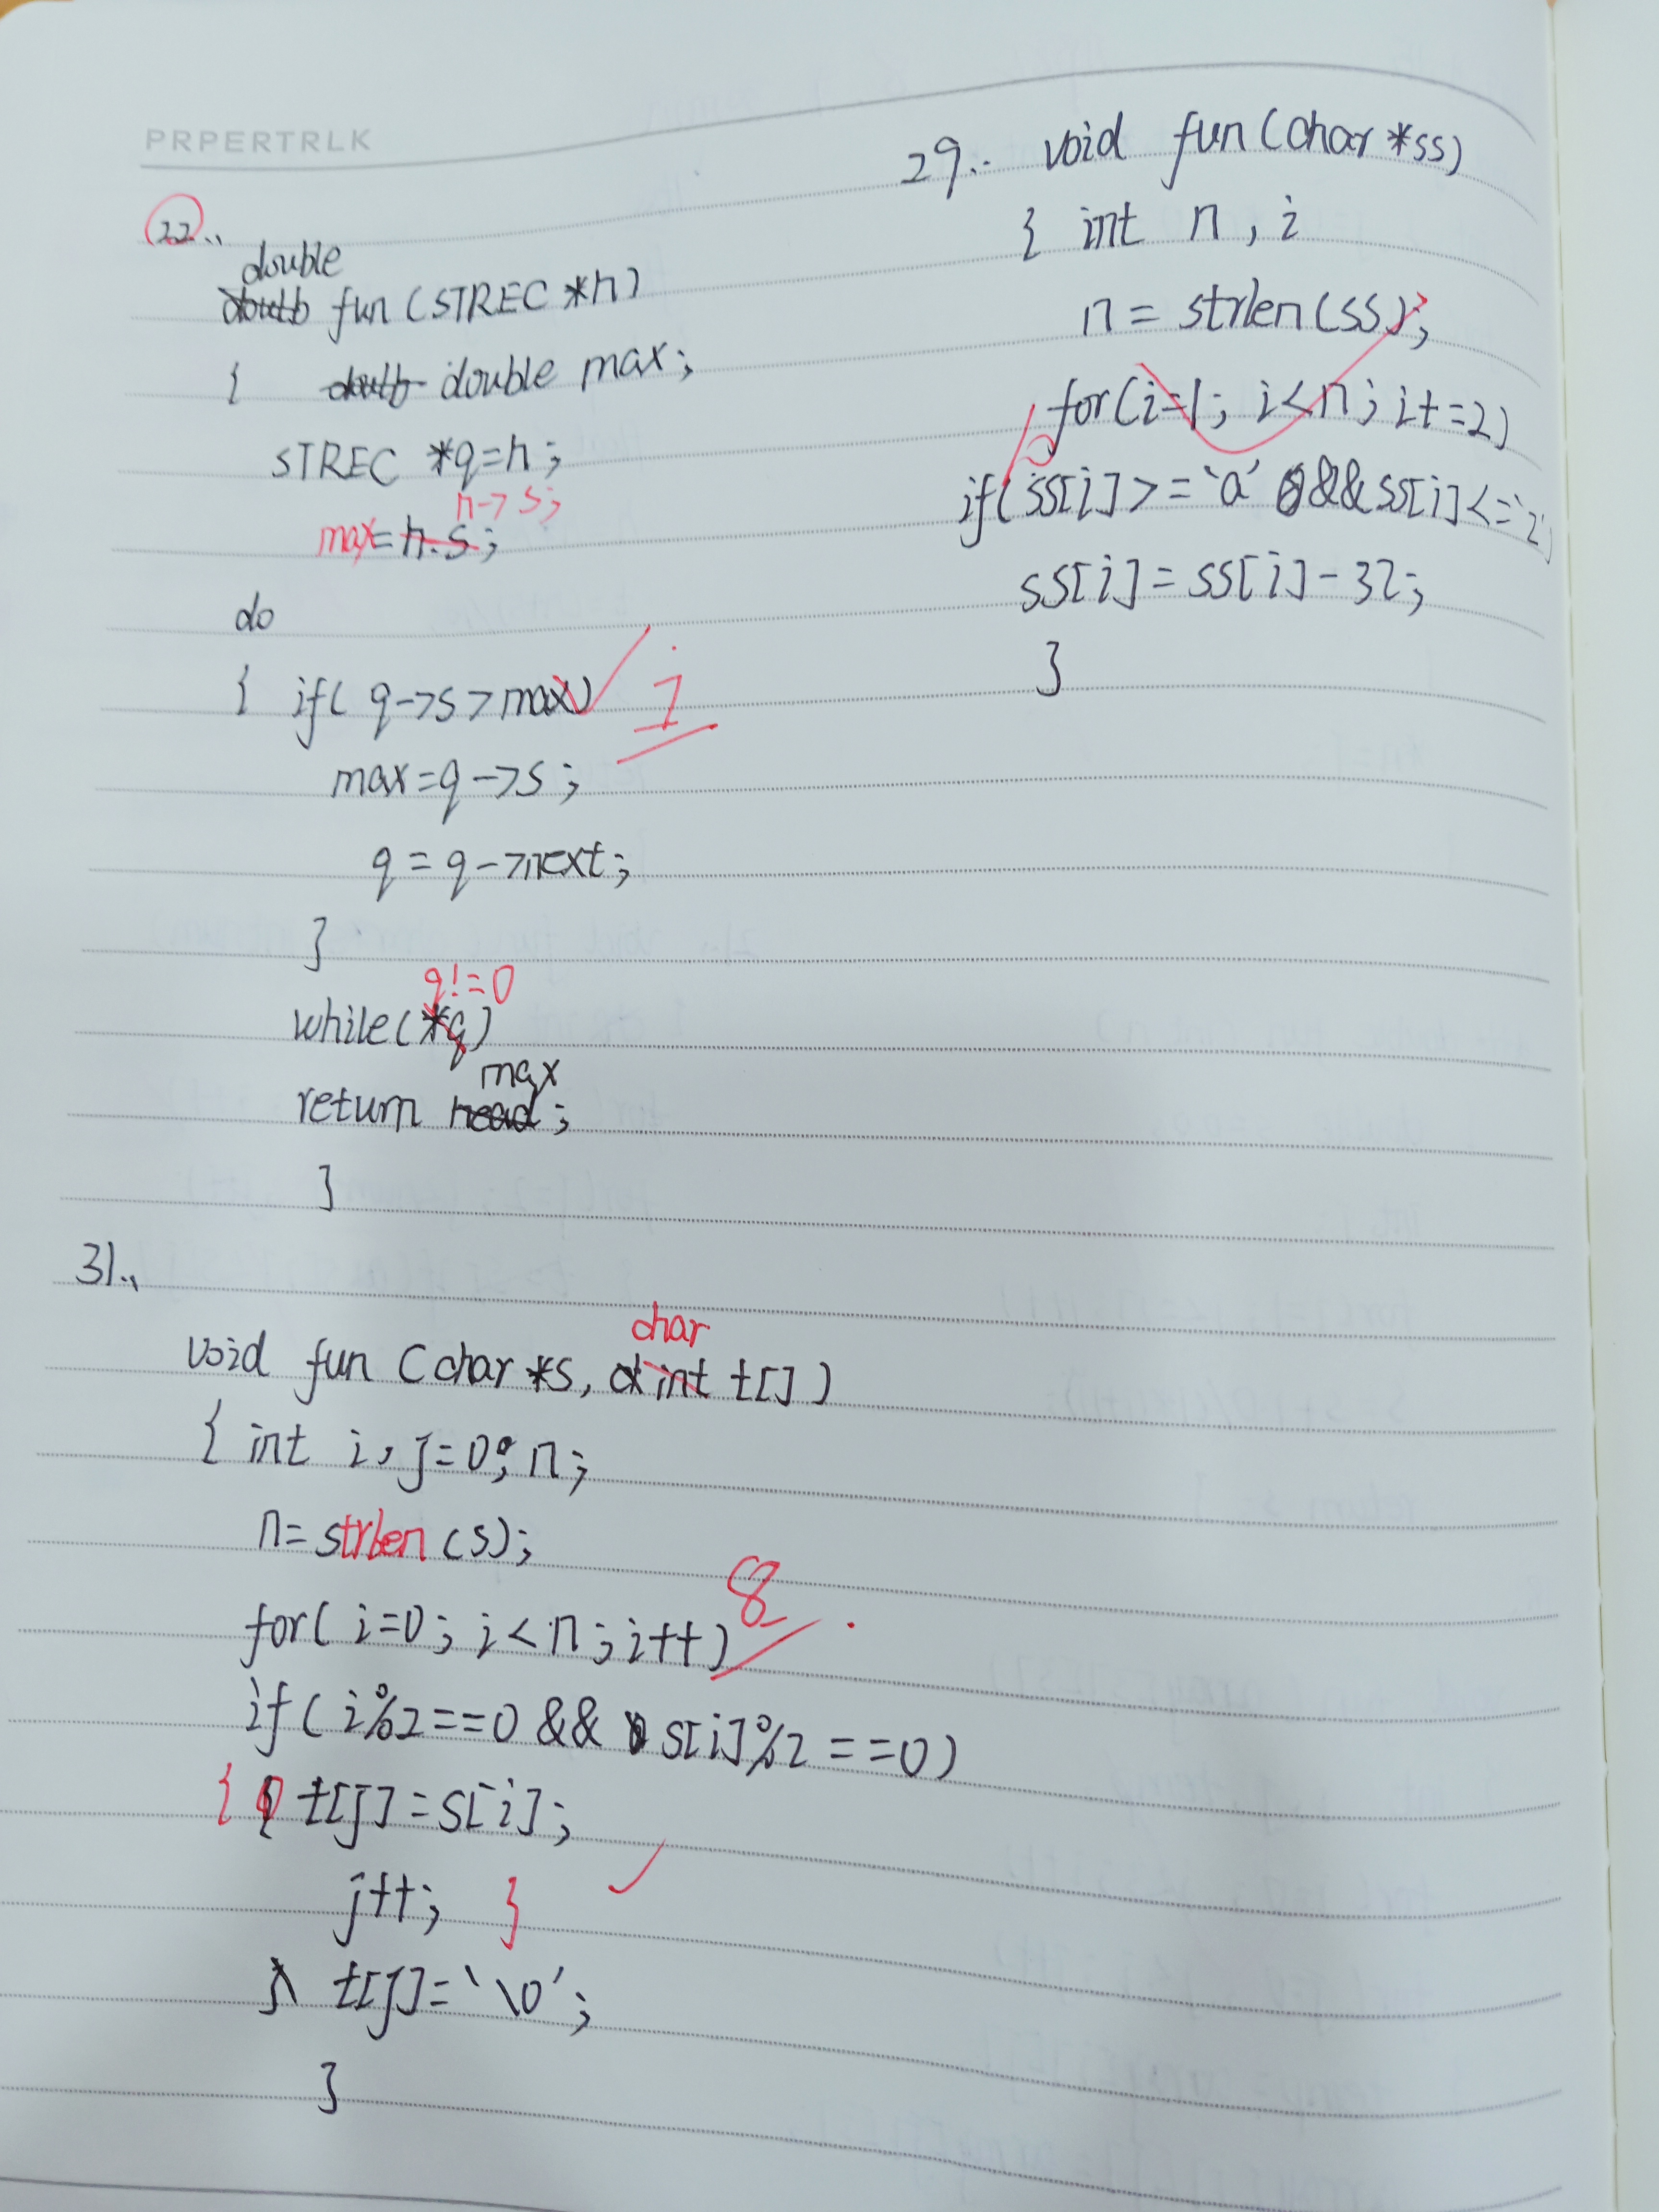 PRPERTRLK
22..
double
fun (STREC *h)
{ double max;
STREC *q=h;
h->s;
max=h.s;
do
{ if( q->s>max)
7
max=q->s;
q = q->next;
}
q!=0
while(*q)
max
return head;
}
31..
char
void fun (char *s, int t[])
{ int i, j=0, n;
n=strlen(s);
8
for( i=0; i<n; i++)
if( i%2==0 && s[i]%2==0)
{ t[j]=s[i];
j++; }
t[j]='\0';
}
29. void fun(char *ss)
{ int n, i
n = strlen(ss);
for(i=1; i<n; i+=2)
if(ss[i]>='a' &&ss[i]<='z')
ss[i]=ss[i]-32;
}